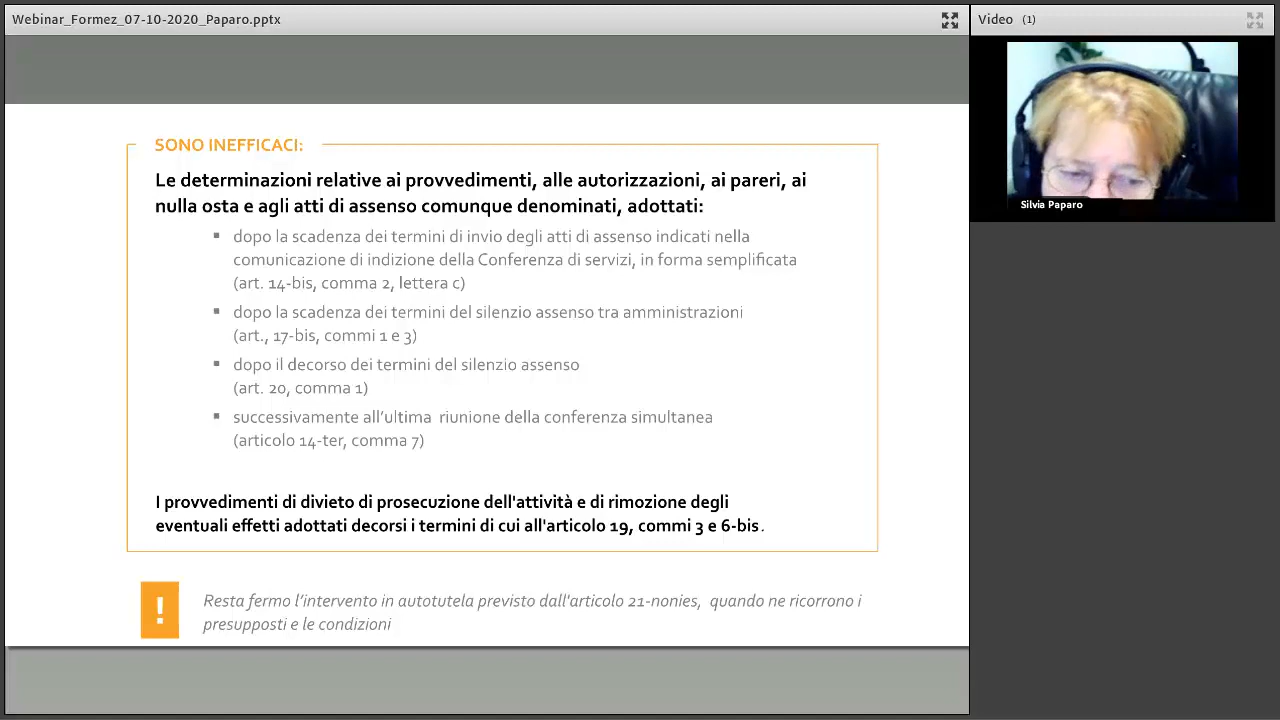 Webinar_Formez_07-10-2020_Paparo.pptx
Video (1)
Silvia Paparo
SONO INEFFICACI:
Le determinazioni relative ai provvedimenti, alle autorizzazioni, ai pareri, ai
nulla osta e agli atti di assenso comunque denominati, adottati:
▪ dopo la scadenza dei termini di invio degli atti di assenso indicati nella
comunicazione di indizione della Conferenza di servizi, in forma semplificata
(art. 14-bis, comma 2, lettera c)
▪ dopo la scadenza dei termini del silenzio assenso tra amministrazioni
(art., 17-bis, commi 1 e 3)
▪ dopo il decorso dei termini del silenzio assenso
(art. 20, comma 1)
▪ successivamente all'ultima riunione della conferenza simultanea
(articolo 14-ter, comma 7)
I provvedimenti di divieto di prosecuzione dell'attività e di rimozione degli
eventuali effetti adottati decorsi i termini di cui all'articolo 19, commi 3 e 6-bis.
!
Resta fermo l'intervento in autotutela previsto dall'articolo 21-nonies, quando ne ricorrono i
presupposti e le condizioni